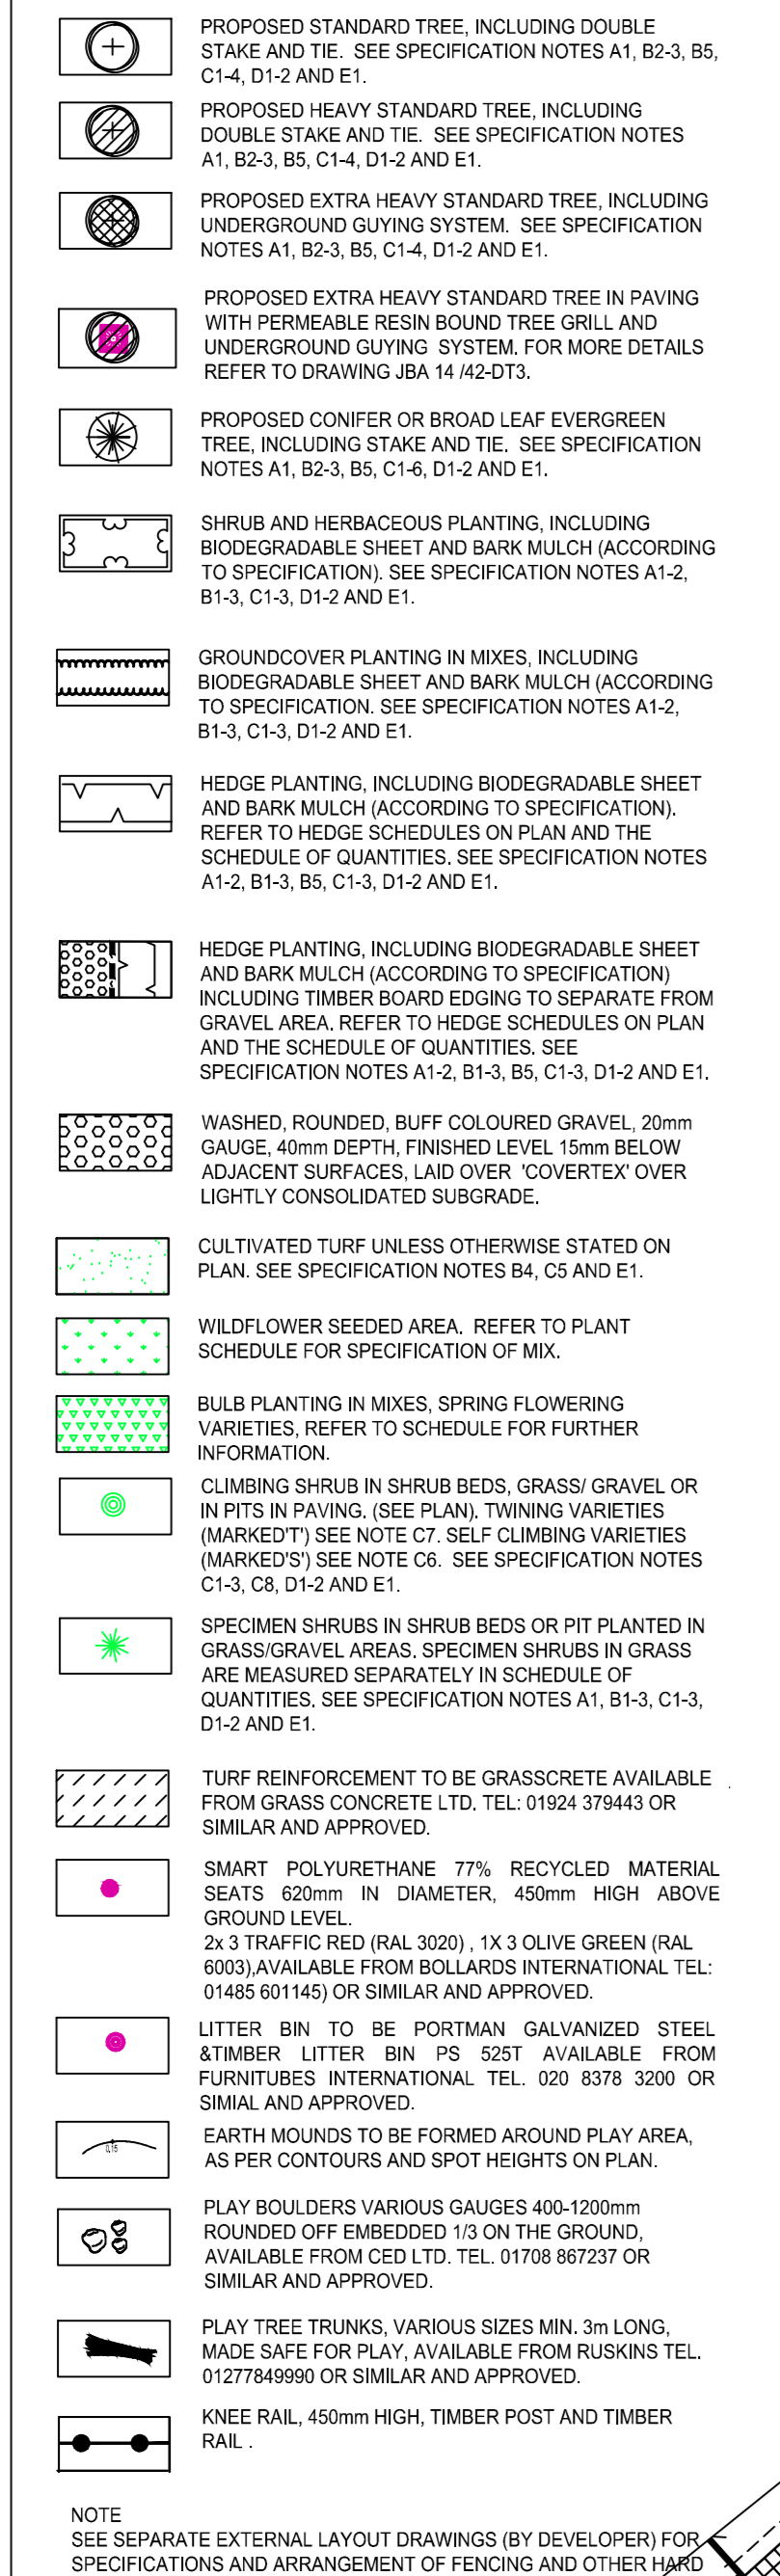 PROPOSED STANDARD TREE, INCLUDING DOUBLE
STAKE AND TIE. SEE SPECIFICATION NOTES A1, B2-3, B5,
C1-4, D1-2 AND E1.
PROPOSED HEAVY STANDARD TREE, INCLUDING
DOUBLE STAKE AND TIE. SEE SPECIFICATION NOTES
A1, B2-3, B5, C1-4, D1-2 AND E1.
PROPOSED EXTRA HEAVY STANDARD TREE, INCLUDING
UNDERGROUND GUYING SYSTEM. SEE SPECIFICATION
NOTES A1, B2-3, B5, C1-4, D1-2 AND E1.
PROPOSED EXTRA HEAVY STANDARD TREE IN PAVING
WITH PERMEABLE RESIN BOUND TREE GRILL AND
UNDERGROUND GUYING SYSTEM. FOR MORE DETAILS
REFER TO DRAWING JBA 14 /42-DT3.
PROPOSED CONIFER OR BROAD LEAF EVERGREEN
TREE, INCLUDING STAKE AND TIE. SEE SPECIFICATION
NOTES A1, B2-3, B5, C1-6, D1-2 AND E1.
SHRUB AND HERBACEOUS PLANTING, INCLUDING
BIODEGRADABLE SHEET AND BARK MULCH (ACCORDING
TO SPECIFICATION). SEE SPECIFICATION NOTES A1-2,
B1-3, C1-3, D1-2 AND E1.
GROUNDCOVER PLANTING IN MIXES, INCLUDING
BIODEGRADABLE SHEET AND BARK MULCH (ACCORDING
TO SPECIFICATION. SEE SPECIFICATION NOTES A1-2,
B1-3, C1-3, D1-2 AND E1.
HEDGE PLANTING, INCLUDING BIODEGRADABLE SHEET
AND BARK MULCH (ACCORDING TO SPECIFICATION).
REFER TO HEDGE SCHEDULES ON PLAN AND THE
SCHEDULE OF QUANTITIES. SEE SPECIFICATION NOTES
A1-2, B1-3, B5, C1-3, D1-2 AND E1.
HEDGE PLANTING, INCLUDING BIODEGRADABLE SHEET
AND BARK MULCH (ACCORDING TO SPECIFICATION)
INCLUDING TIMBER BOARD EDGING TO SEPARATE FROM
GRAVEL AREA. REFER TO HEDGE SCHEDULES ON PLAN
AND THE SCHEDULE OF QUANTITIES. SEE
SPECIFICATION NOTES A1-2, B1-3, B5, C1-3, D1-2 AND E1.
WASHED, ROUNDED, BUFF COLOURED GRAVEL, 20mm
GAUGE, 40mm DEPTH, FINISHED LEVEL 15mm BELOW
ADJACENT SURFACES, LAID OVER 'COVERTEX' OVER
LIGHTLY CONSOLIDATED SUBGRADE.
CULTIVATED TURF UNLESS OTHERWISE STATED ON
PLAN. SEE SPECIFICATION NOTES B4, C5 AND E1.
WILDFLOWER SEEDED AREA. REFER TO PLANT
SCHEDULE FOR SPECIFICATION OF MIX.
BULB PLANTING IN MIXES, SPRING FLOWERING
VARIETIES, REFER TO SCHEDULE FOR FURTHER
INFORMATION.
CLIMBING SHRUB IN SHRUB BEDS, GRASS/ GRAVEL OR
IN PITS IN PAVING. (SEE PLAN). TWINING VARIETIES
(MARKED'T') SEE NOTE C7. SELF CLIMBING VARIETIES
(MARKED'S') SEE NOTE C6. SEE SPECIFICATION NOTES
C1-3, C8, D1-2 AND E1.
SPECIMEN SHRUBS IN SHRUB BEDS OR PIT PLANTED IN
GRASS/GRAVEL AREAS. SPECIMEN SHRUBS IN GRASS
ARE MEASURED SEPARATELY IN SCHEDULE OF
QUANTITIES. SEE SPECIFICATION NOTES A1, B1-3, C1-3,
D1-2 AND E1.
TURF REINFORCEMENT TO BE GRASSCRETE AVAILABLE
FROM GRASS CONCRETE LTD. TEL: 01924 379443 OR
SIMILAR AND APPROVED.
SMART POLYURETHANE 77% RECYCLED MATERIAL
SEATS 620mm IN DIAMETER, 450mm HIGH ABOVE
GROUND LEVEL.
2x 3 TRAFFIC RED (RAL 3020) , 1X 3 OLIVE GREEN (RAL
6003),AVAILABLE FROM BOLLARDS INTERNATIONAL TEL:
01485 601145) OR SIMILAR AND APPROVED.
LITTER BIN TO BE PORTMAN GALVANIZED STEEL
&TIMBER LITTER BIN PS 525T AVAILABLE FROM
FURNITUBES INTERNATIONAL TEL. 020 8378 3200 OR
SIMIAL AND APPROVED.
0.15
EARTH MOUNDS TO BE FORMED AROUND PLAY AREA,
AS PER CONTOURS AND SPOT HEIGHTS ON PLAN.
PLAY BOULDERS VARIOUS GAUGES 400-1200mm
ROUNDED OFF EMBEDDED 1/3 ON THE GROUND,
AVAILABLE FROM CED LTD. TEL. 01708 867237 OR
SIMILAR AND APPROVED.
PLAY TREE TRUNKS, VARIOUS SIZES MIN. 3m LONG,
MADE SAFE FOR PLAY, AVAILABLE FROM RUSKINS TEL.
01277849990 OR SIMILAR AND APPROVED.
KNEE RAIL, 450mm HIGH, TIMBER POST AND TIMBER
RAIL .
NOTE
SEE SEPARATE EXTERNAL LAYOUT DRAWINGS (BY DEVELOPER) FOR
SPECIFICATIONS AND ARRANGEMENT OF FENCING AND OTHER HARD